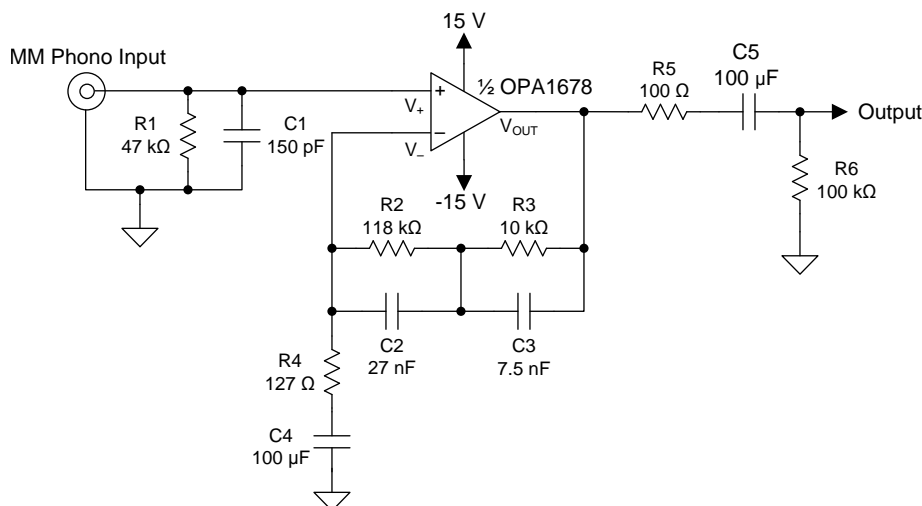 15 V
MM Phono Input
C5
100 µF
½ OPA1678
R5
100 Ω
+
V+
VOUT
Output
R1
47 kΩ
C1
150 pF
–
V–
-15 V
R6
100 kΩ
R2
118 kΩ
R3
10 kΩ
C2
27 nF
C3
7.5 nF
R4
127 Ω
C4
100 µF